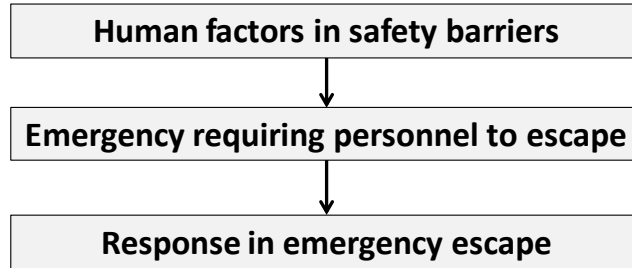 Human factors in safety barriers
Emergency requiring personnel to escape
Response in emergency escape